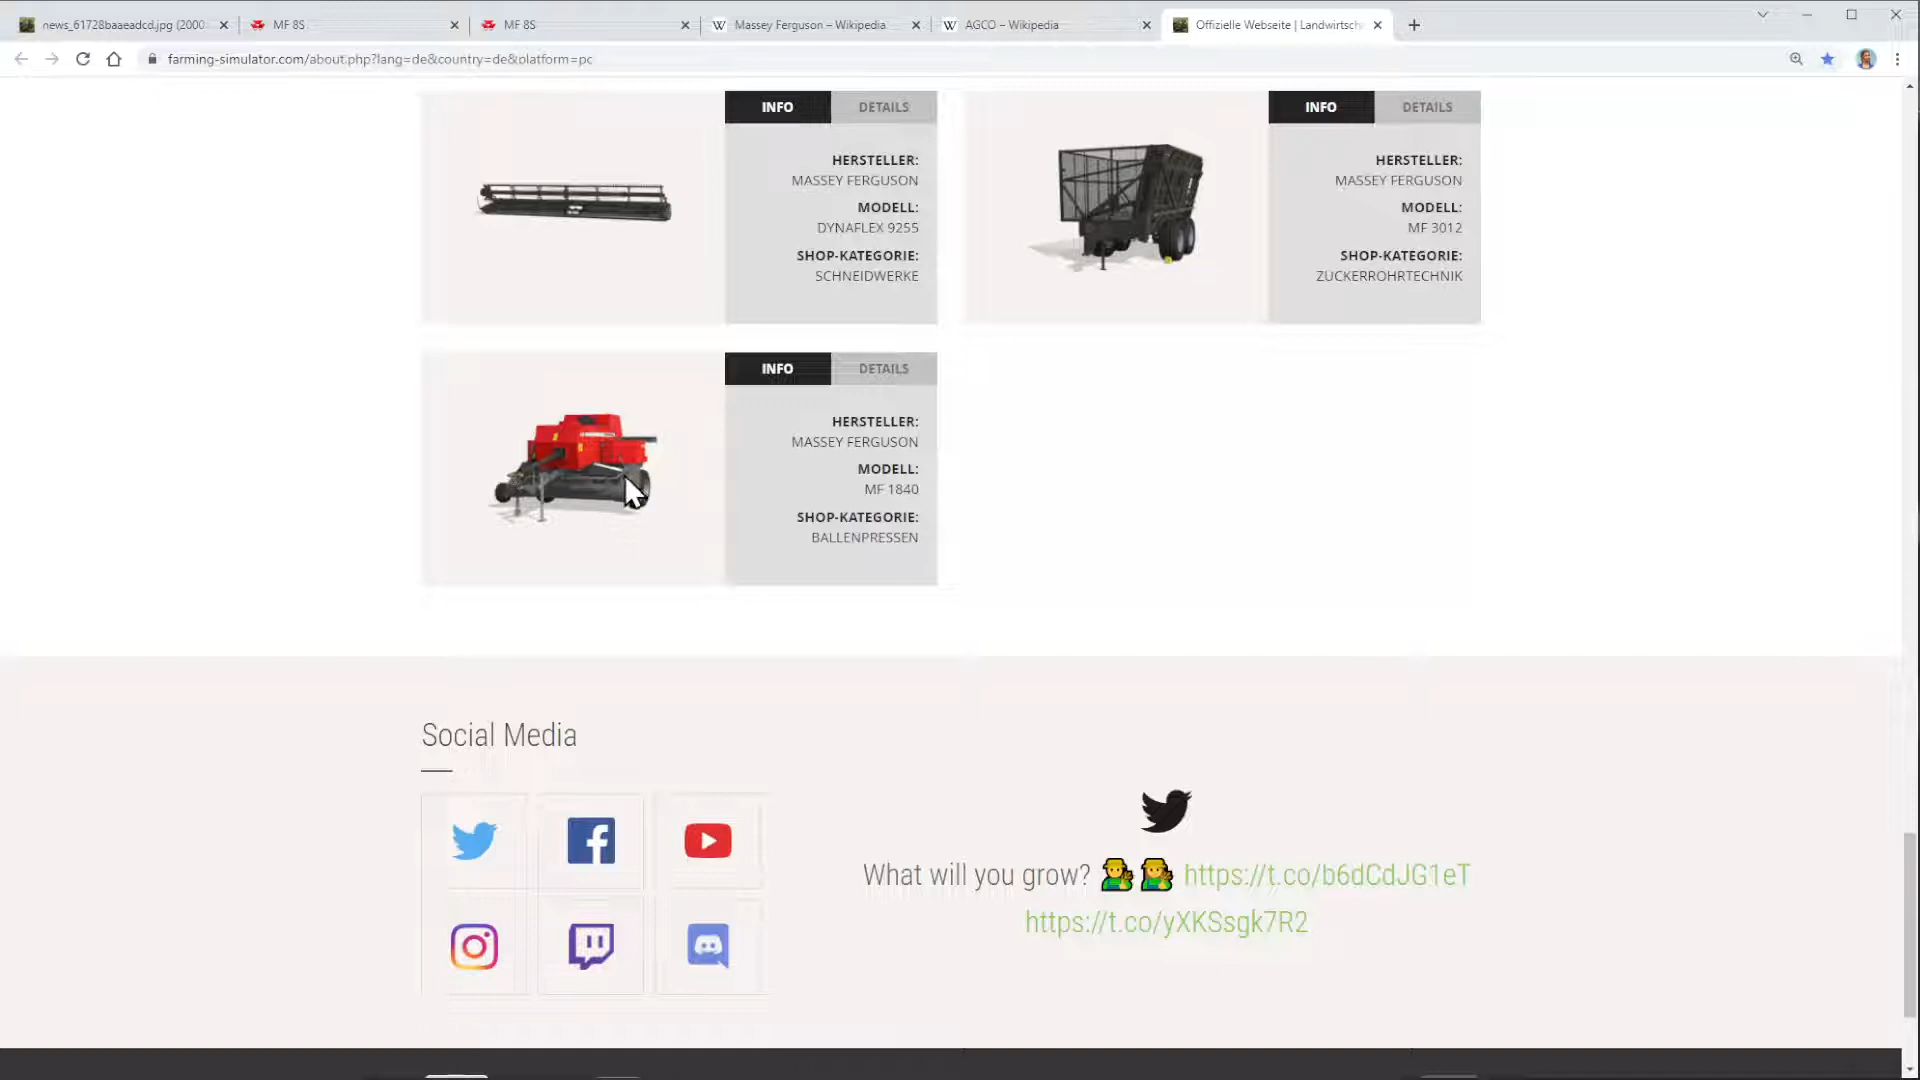 news_61728baaeadcd.jpg (2000
MF 8S
MF 8S
Massey Ferguson – Wikipedia
AGCO – Wikipedia
Offizielle Webseite | Landwirtsch
farming-simulator.com/about.php?lang=de&country=de&platform=pc
INFO
DETAILS
HERSTELLER:
MASSEY FERGUSON
MODELL:
DYNAFLEX 9255
SHOP-KATEGORIE:
SCHNEIDWERKE
INFO
DETAILS
HERSTELLER:
MASSEY FERGUSON
MODELL:
MF 3012
SHOP-KATEGORIE:
ZUCKERROHRTECHNIK
INFO
DETAILS
HERSTELLER:
MASSEY FERGUSON
MODELL:
MF 1840
SHOP-KATEGORIE:
BALLENPRESSEN
Social Media
What will you grow? 🧑‍🌾 🧑‍🌾 https://t.co/b6dCdJG1eT
https://t.co/yXKSsgk7R2